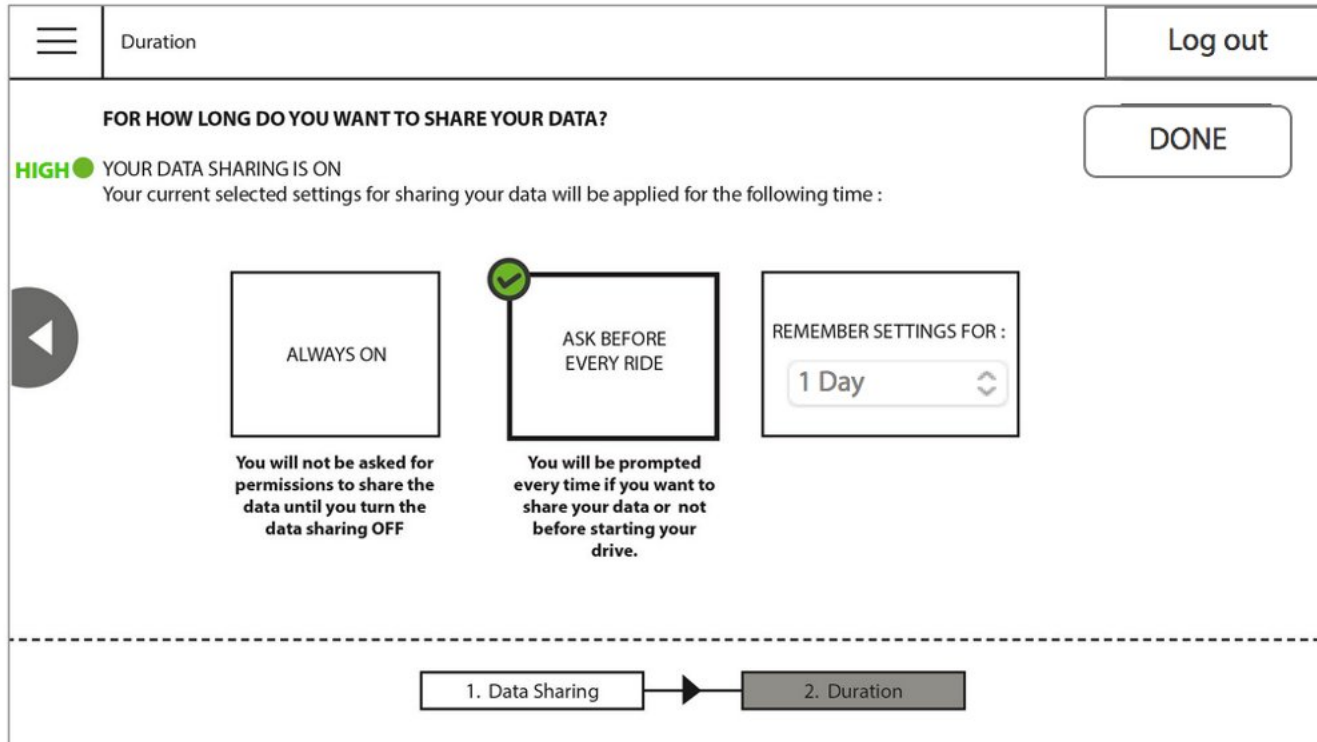 Duration
Log out
FOR HOW LONG DO YOU WANT TO SHARE YOUR DATA?
DONE
HIGH
YOUR DATA SHARING IS ON
Your current selected settings for sharing your data will be applied for the following time :
ALWAYS ON
ASK BEFORE
EVERY RIDE
REMEMBER SETTINGS FOR :
1 Day
You will not be asked for
permissions to share the
data until you turn the
data sharing OFF
You will be prompted
every time if you want to
share your data or not
before starting your
drive.
1. Data Sharing
2. Duration